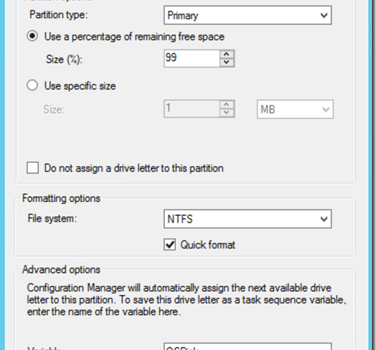 Partition type: Primary
Use a percentage of remaining free space
Size (%): 99
Use specific size
Size: 1 MB
Do not assign a drive letter to this partition
Formatting options
File system: NTFS
Quick format
Advanced options
Configuration Manager will automatically assign the next available drive
letter to this partition. To save this drive letter as a task sequence variable,
enter the name of the variable here.